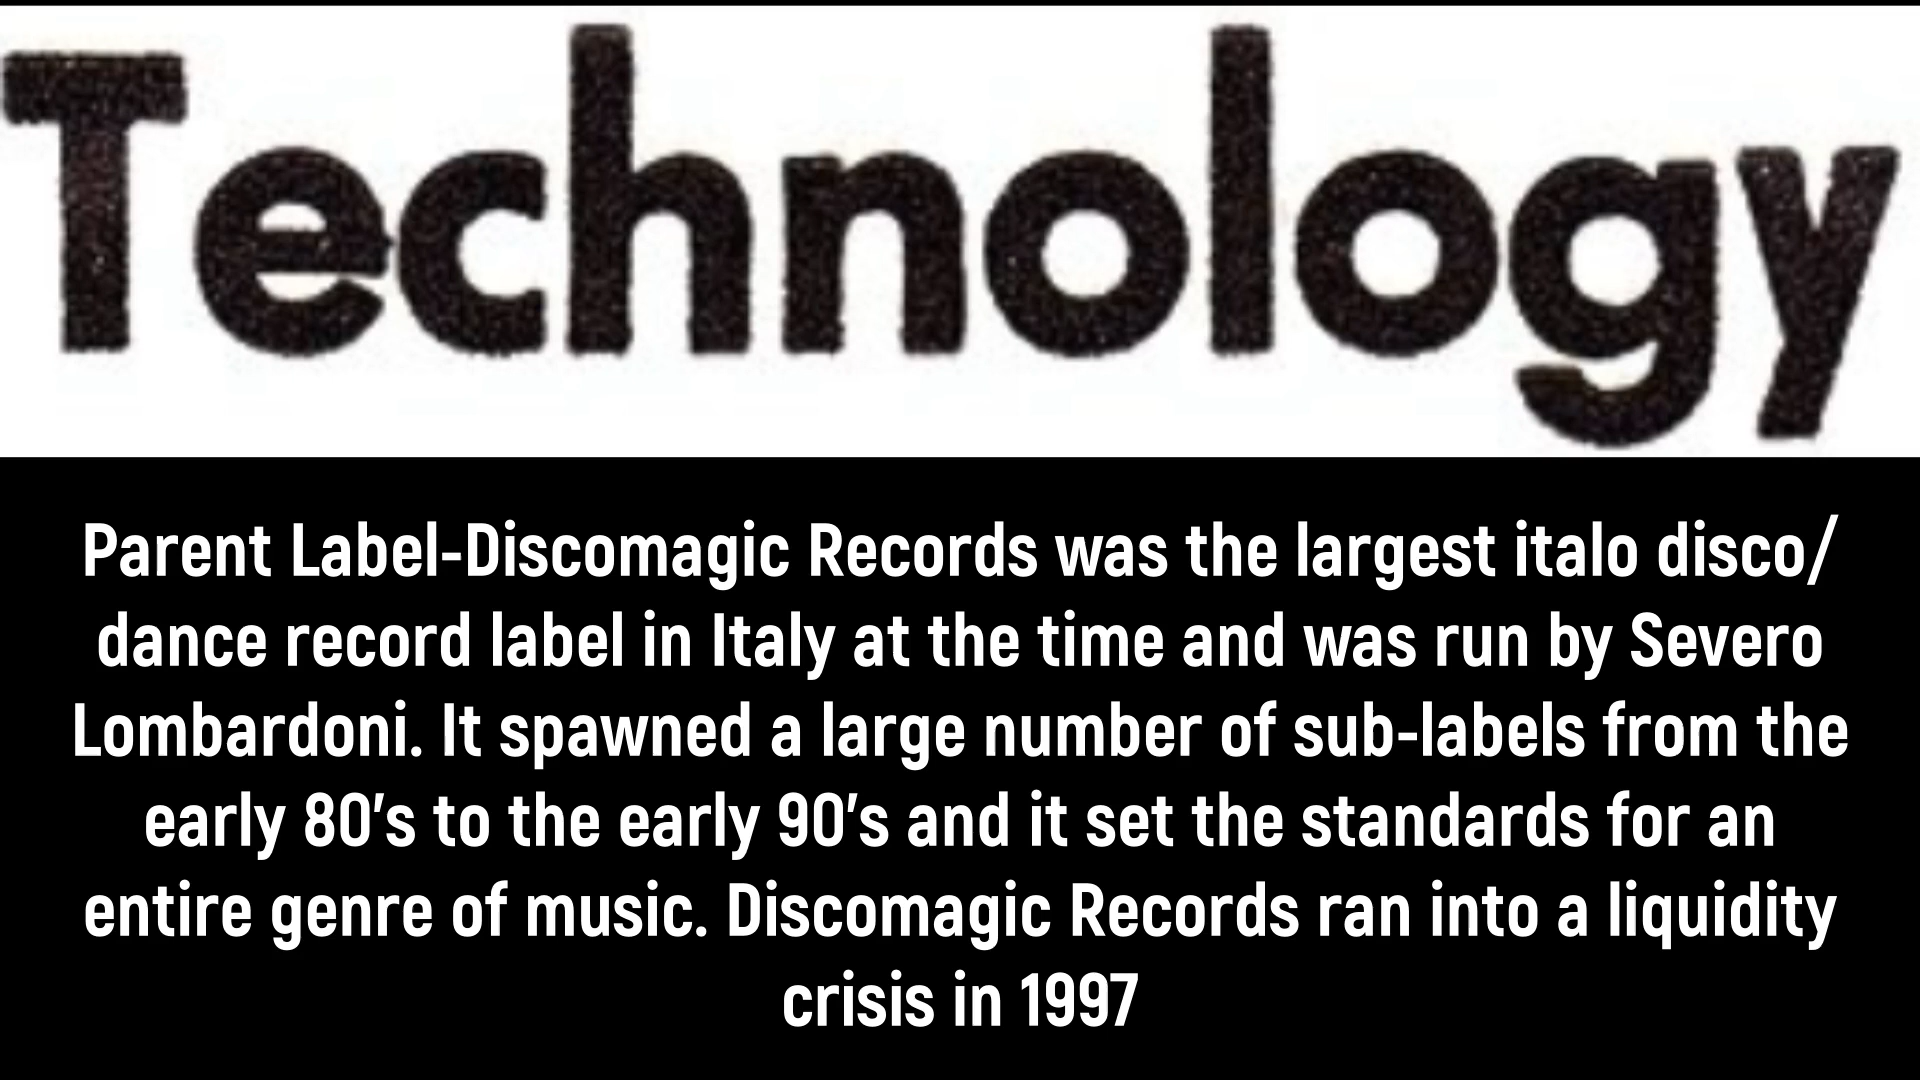 Technology
Parent Label-Discomagic Records was the largest italo disco/
dance record label in Italy at the time and was run by Severo
Lombardoni. It spawned a large number of sub-labels from the
early 80's to the early 90's and it set the standards for an
entire genre of music. Discomagic Records ran into a liquidity
crisis in 1997